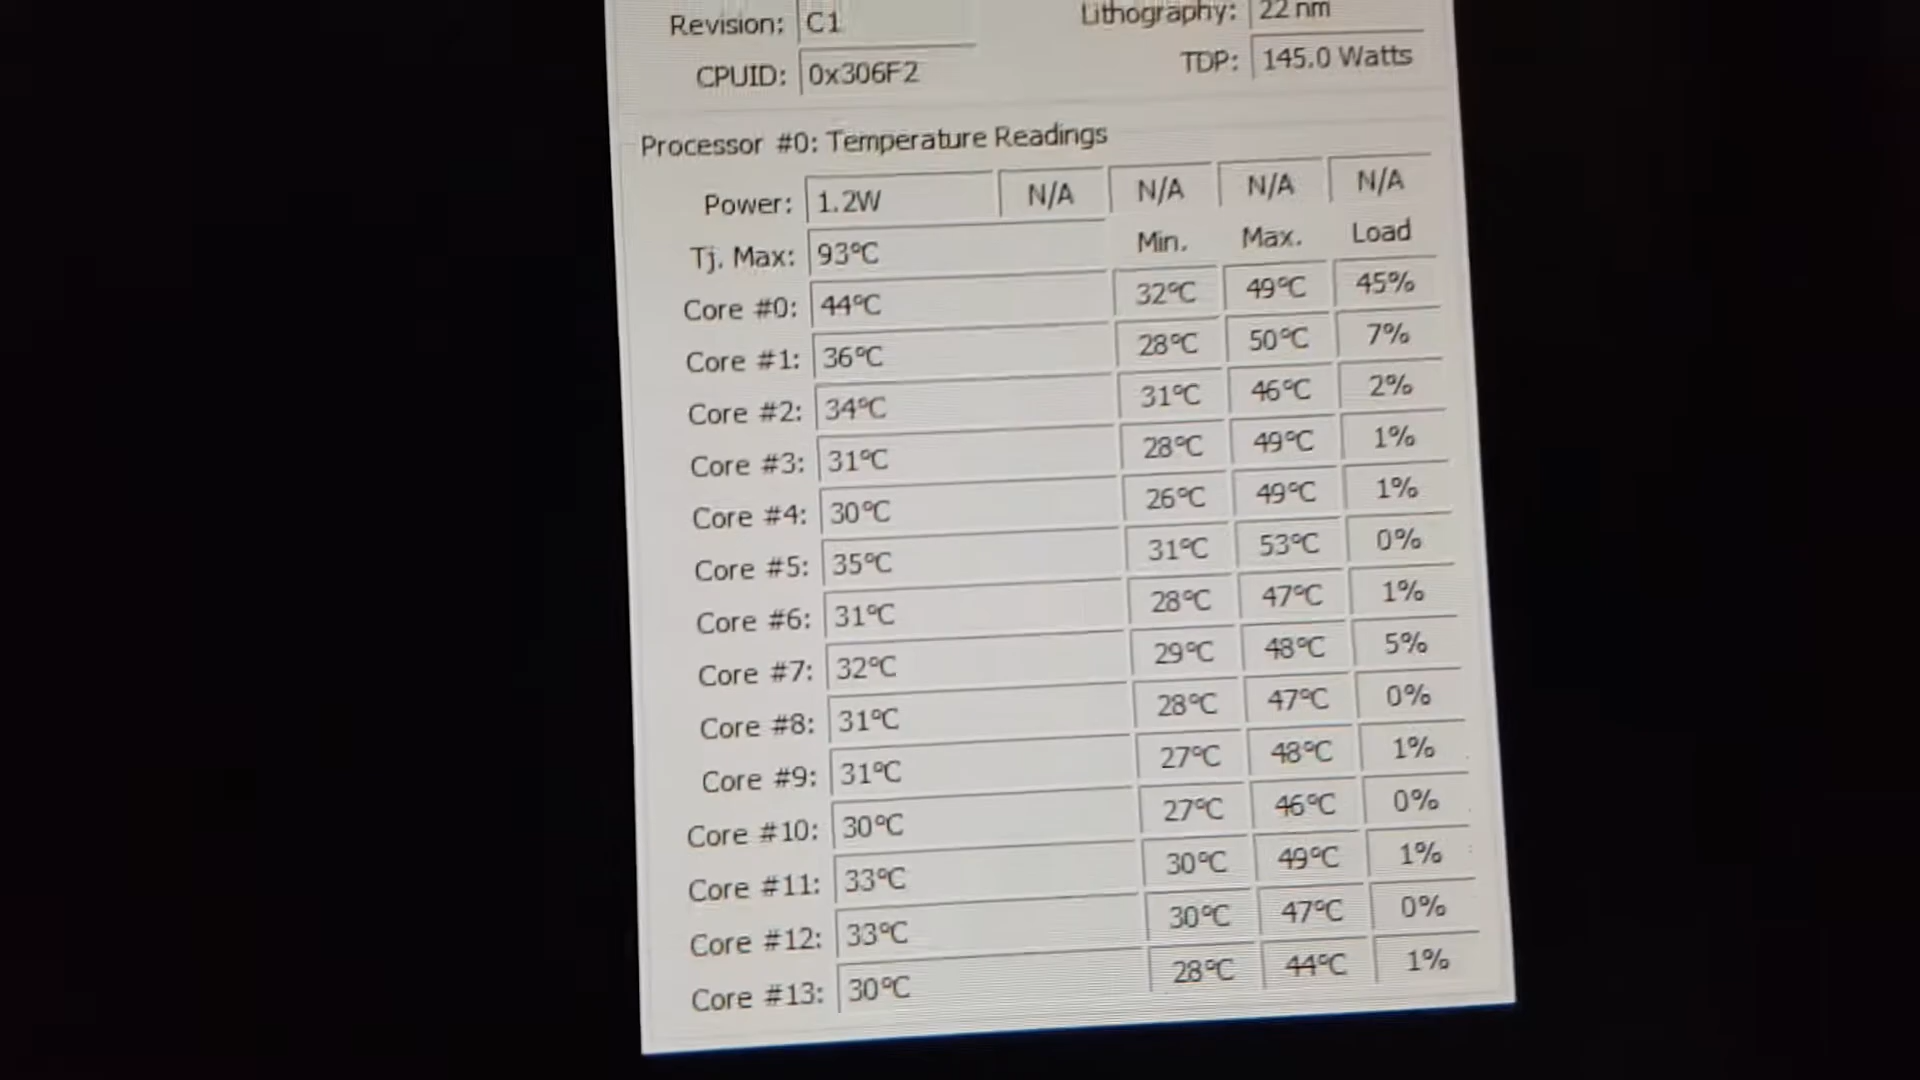 Revision: C1 Lithography: 22 nm
CPUID: 0x306F2 TDP: 145.0 Watts
Processor #0: Temperature Readings
Power: 1.2W N/A N/A N/A N/A
Tj. Max: 93°C Min. Max. Load
Core #0: 44°C 32°C 49°C 45%
Core #1: 36°C 28°C 50°C 7%
Core #2: 34°C 31°C 46°C 2%
Core #3: 31°C 28°C 49°C 1%
Core #4: 30°C 26°C 49°C 1%
Core #5: 35°C 31°C 53°C 0%
Core #6: 31°C 28°C 47°C 1%
Core #7: 32°C 29°C 48°C 5%
Core #8: 31°C 28°C 47°C 0%
Core #9: 31°C 27°C 48°C 1%
Core #10: 30°C 27°C 46°C 0%
Core #11: 33°C 30°C 49°C 1%
Core #12: 33°C 30°C 47°C 0%
Core #13: 30°C 28°C 44°C 1%